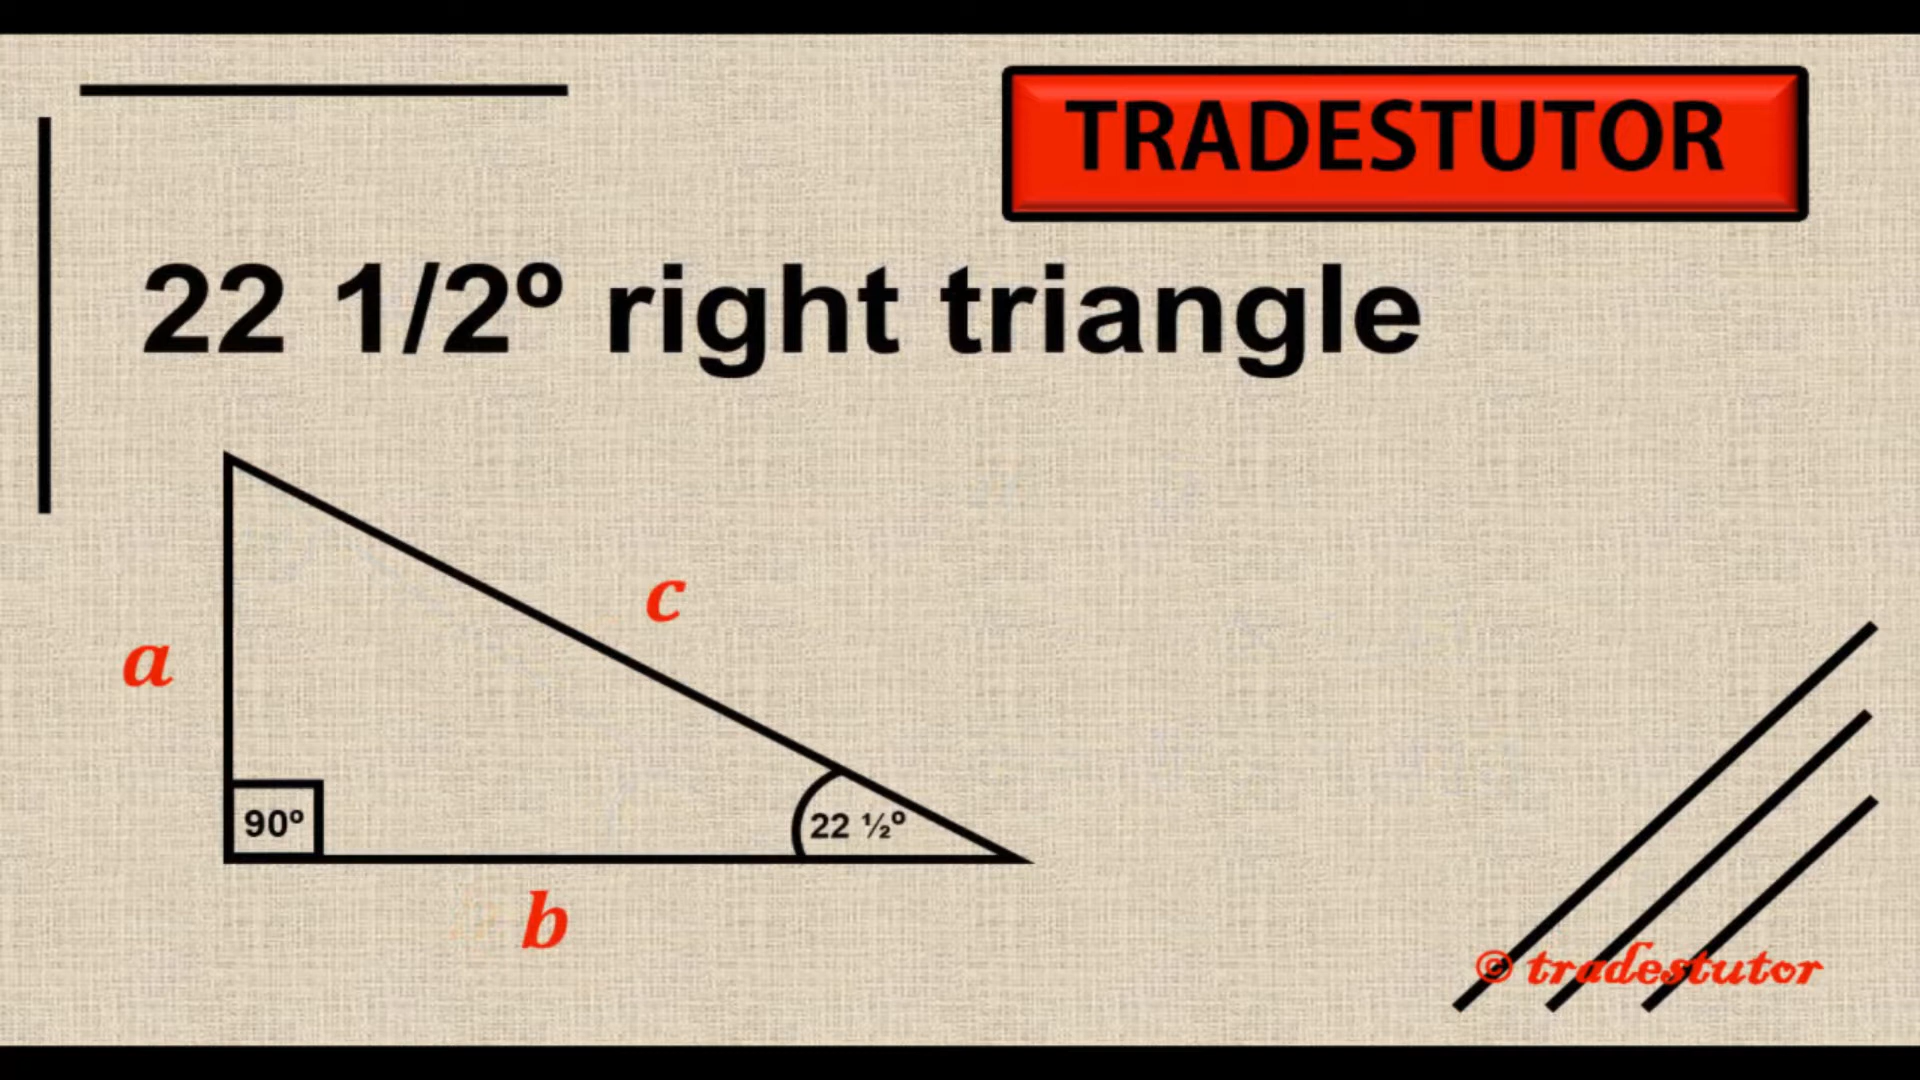 TRADESTUTOR
22 1/2º right triangle
c
a
90º
22 ½º
b
© tradestutor